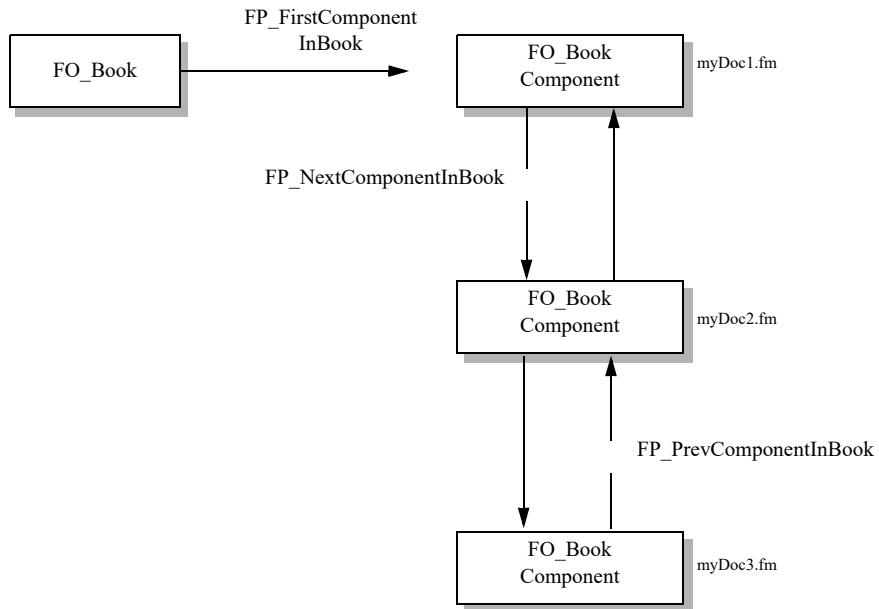 FP_FirstComponent
InBook
FO_Book
FO_Book
Component
myDoc1.fm
FP_NextComponentInBook
FO_Book
Component
myDoc2.fm
FP_PrevComponentInBook
FO_Book
Component
myDoc3.fm